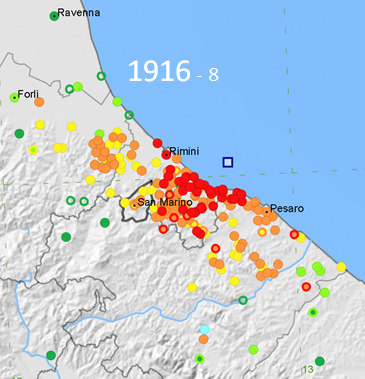 Ravenna
1916 - 8
Forlì
Rimini
San Marino
Pesaro
13